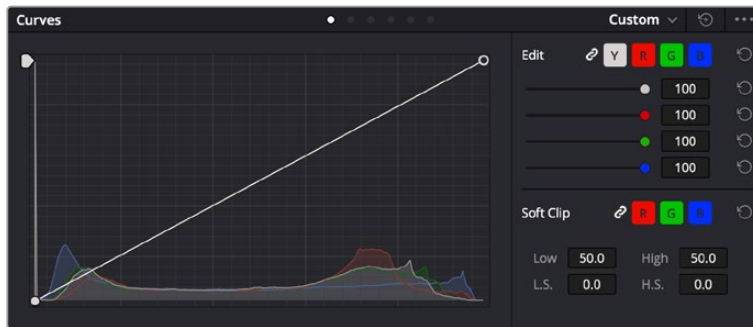 Curves
Custom
Edit Y R G B
100
100
100
100
Soft Clip R G B
Low 50.0 High 50.0
L.S. 0.0 H.S. 0.0